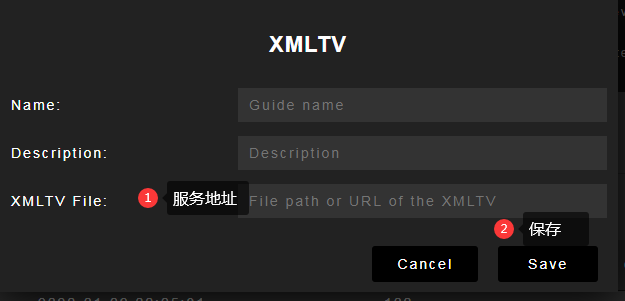 XMLTV
Name:
Guide name
Description:
Description
XMLTV File:
1
服务地址
File path or URL of the XMLTV
2
保存
Cancel
Save